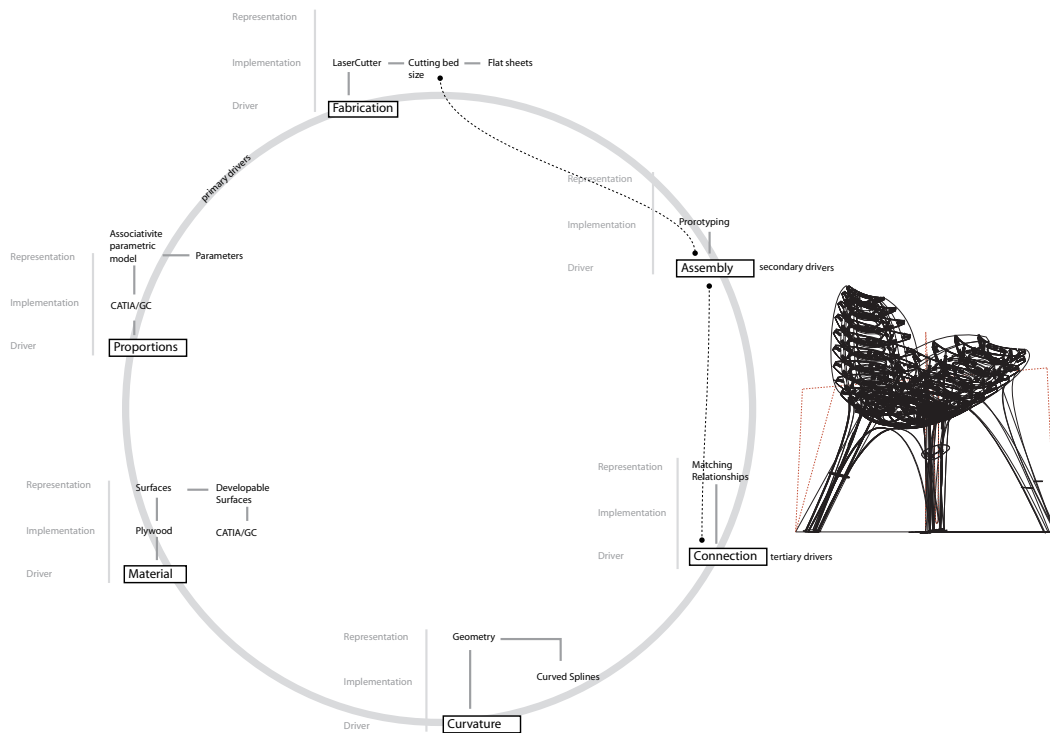 Representation
Implementation
LaserCutter
Cutting bed
size
Flat sheets
Driver
Fabrication
primary drivers
Representation
Implementation
Prorotyping
Driver
Assembly
secondary drivers
Associativite
parametric
model
Representation
Parameters
Implementation
CATIA/GC
Driver
Proportions
Representation
Matching
Relationships
Implementation
Driver
Connection
tertiary drivers
Representation
Surfaces
Developable
Surfaces
Implementation
Plywood
CATIA/GC
Driver
Material
Representation
Geometry
Implementation
Curved Splines
Driver
Curvature